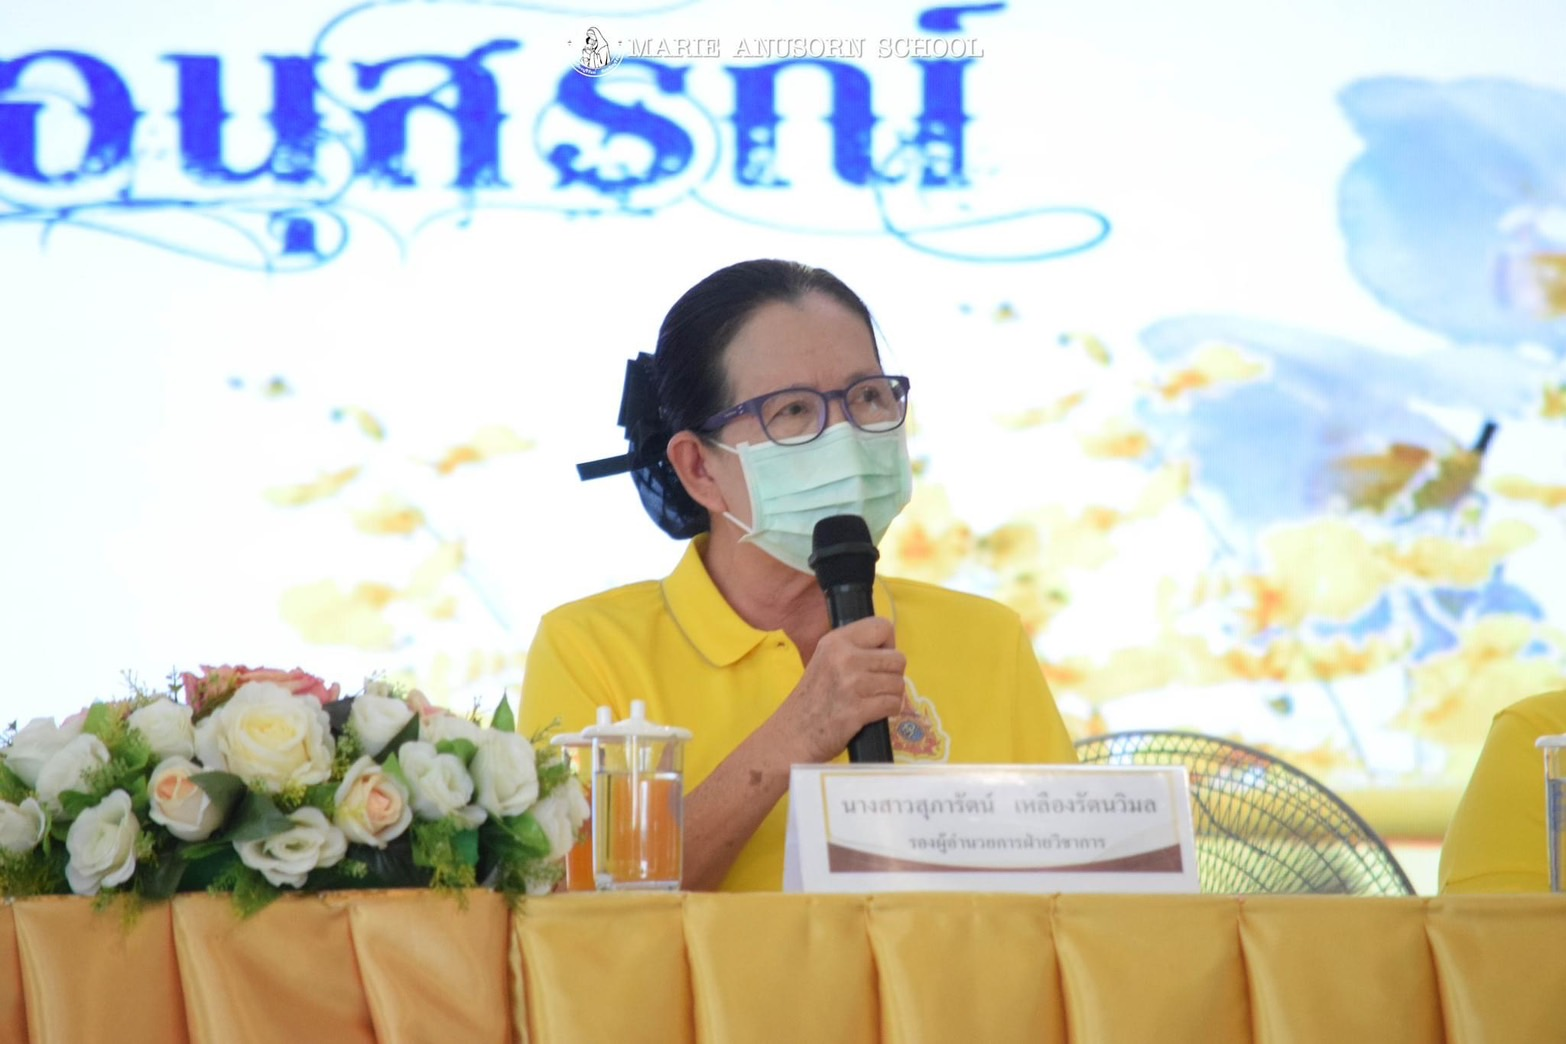 MARIE ANUSORN SCHOOL
อนุสรณ์
นางสาวสุภารัตน์ เหลืองรัตนวิมล
รองผู้อำนวยการฝ่ายวิชาการ